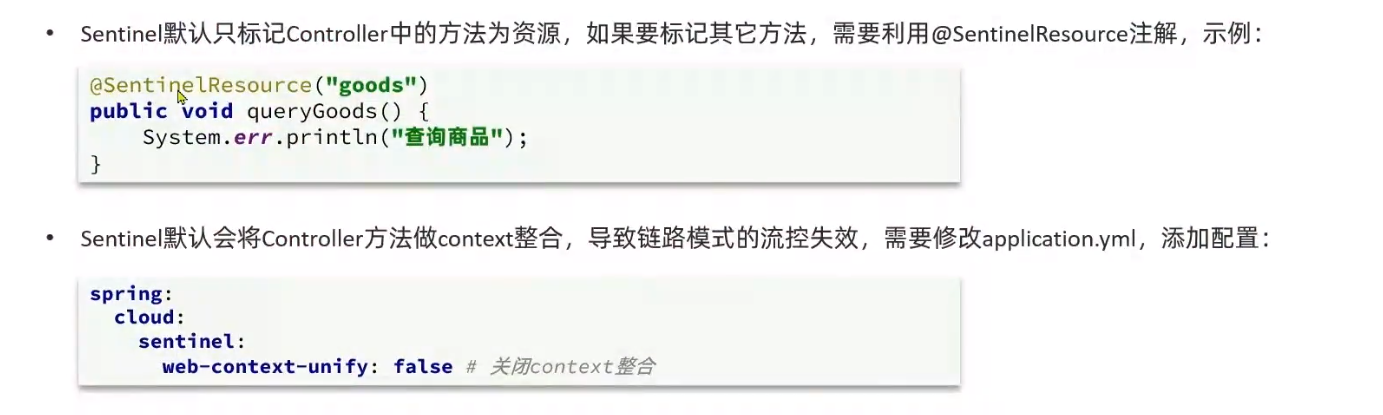 • Sentinel默认只标记Controller中的方法为资源，如果要标记其它方法，需要利用@SentinelResource注解，示例：
@SentinelResource("goods")
public void queryGoods() {
    System.err.println("查询商品");
}
• Sentinel默认会将Controller方法做context整合，导致链路模式的流控失效，需要修改application.yml，添加配置：
spring:
  cloud:
    sentinel:
      web-context-unify: false # 关闭context整合